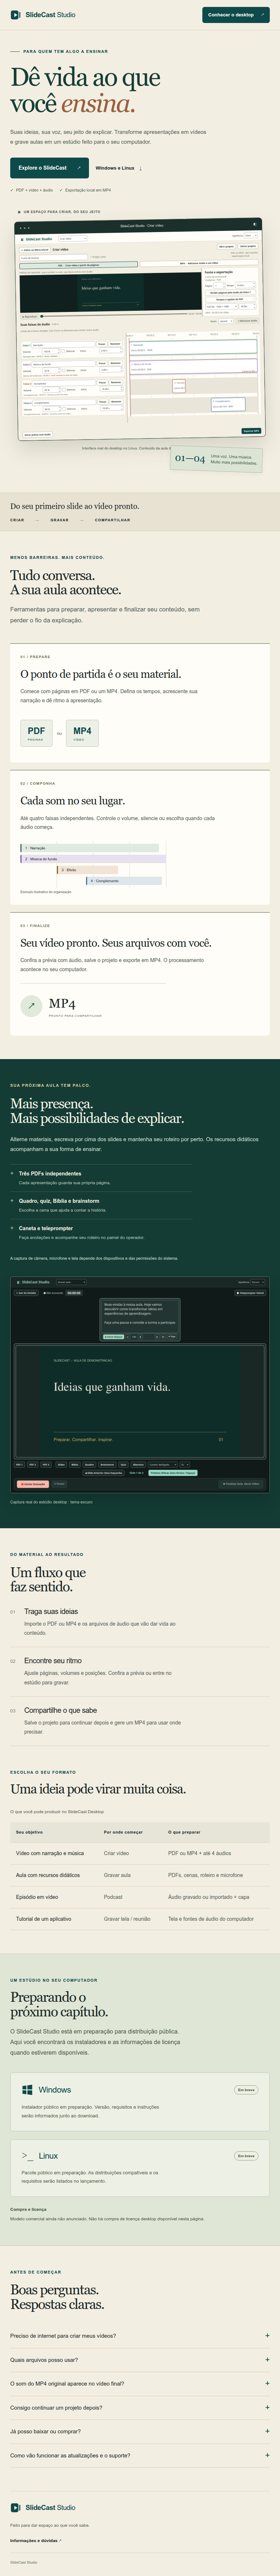 SlideCast Studio
Conhecer o desktop ↗
PARA QUEM TEM ALGO A ENSINAR
Dê vida ao que
você ensina.
Suas ideias, sua voz, seu jeito de explicar. Transforme apresentações em vídeos
e grave aulas em um estúdio feito para o seu computador.
Explore o SlideCast ↗
Windows e Linux ↓
✓ PDF + vídeo + áudio
✓ Exportação local em MP4
UM ESPAÇO PARA CRIAR, DO SEU JEITO
SlideCast Studio
Ideias que ganham vida.
01—04
Uma voz. Uma música.
Muito mais possibilidades.
Do seu primeiro slide ao vídeo pronto.
CRIAR
GRAVAR
COMPARTILHAR
MENOS BARREIRAS. MAIS CONTEÚDO.
Tudo conversa.
A sua aula acontece.
Ferramentas para preparar, apresentar e finalizar seu conteúdo, sem
perder o fio da explicação.
01 / PREPARE
O ponto de partida é o seu material.
Comece com páginas em PDF ou um MP4. Defina os tempos, acrescente sua
narração e dê ritmo à apresentação.
PDF
PÁGINAS
ou
MP4
VÍDEO
02 / COMPONHA
Cada som no seu lugar.
Até quatro faixas independentes. Controle o volume, silencie ou escolha quando cada
áudio começa.
1 Narração
2 Música de fundo
3 Efeito
4 Complemento
Exemplo ilustrativo de organização.
03 / FINALIZE
Seu vídeo pronto. Seus arquivos com você.
Confira a prévia com áudio, salve o projeto e exporte em MP4. O processamento
acontece no seu computador.
↗
MP4
PRONTO PARA COMPARTILHAR
SUA PRÓXIMA AULA TEM PALCO.
Mais presença.
Mais possibilidades de explicar.
Alterne materiais, escreva por cima dos slides e mantenha seu roteiro por perto. Os recursos didáticos
acompanham a sua forma de ensinar.
+ Três PDFs independentes
Cada apresentação guarda sua própria página.
+ Quadro, quiz, Bíblia e brainstorm
Escolha a cena que ajuda a contar a história.
+ Caneta e teleprompter
Faça anotações e acompanhe seu roteiro no painel do operador.
A captura de câmera, microfone e tela depende dos dispositivos e das permissões do sistema.
SlideCast Studio
SLIDECAST · AULA DE DEMONSTRAÇÃO
Ideias que ganham vida.
Preparar. Compartilhar. Inspirar.
01
Captura real do estúdio desktop · tema escuro.
DO MATERIAL AO RESULTADO
Um fluxo que
faz sentido.
01 Traga suas ideias
Importe o PDF ou MP4 e os arquivos de áudio que vão dar vida ao
conteúdo.
02 Encontre seu ritmo
Ajuste páginas, volumes e posições. Confira a prévia ou entre no
estúdio para gravar.
03 Compartilhe o que sabe
Salve o projeto para continuar depois e gere um MP4 para usar onde
precisar.
ESCOLHA O SEU FORMATO
Uma ideia pode virar muita coisa.
O que você pode produzir no SlideCast Desktop
Seu objetivo Por onde começar O que preparar
Vídeo com narração e música Criar vídeo PDF ou MP4 + até 4 áudios
Aula com recursos didáticos Gravar aula PDFs, cenas, roteiro e microfone
Episódio em vídeo Podcast Áudio gravado ou importado + capa
Tutorial de um aplicativo Gravar tela / reunião Tela e fontes de áudio do computador
UM ESTÚDIO NO SEU COMPUTADOR
Preparando o
próximo capítulo.
O SlideCast Studio está em preparação para distribuição pública.
Aqui você encontrará os instaladores e as informações de licença
quando estiverem disponíveis.
Windows
Em breve
Instalador público em preparação. Versão, requisitos e instruções
serão informados junto ao download.
>_ Linux
Em breve
Pacote público em preparação. As distribuições compatíveis e os
requisitos serão listados no lançamento.
Compra e licença
Modelo comercial ainda não anunciado. Não há compra de licença desktop disponível nesta página.
ANTES DE COMEÇAR
Boas perguntas.
Respostas claras.
Preciso de internet para criar meus vídeos? +
Quais arquivos posso usar? +
O som do MP4 original aparece no vídeo final? +
Consigo continuar um projeto depois? +
Já posso baixar ou comprar? +
Como vão funcionar as atualizações e o suporte? +
SlideCast Studio
Feito para dar espaço ao que você sabe.
Informações e dúvidas ↗
SlideCast Studio